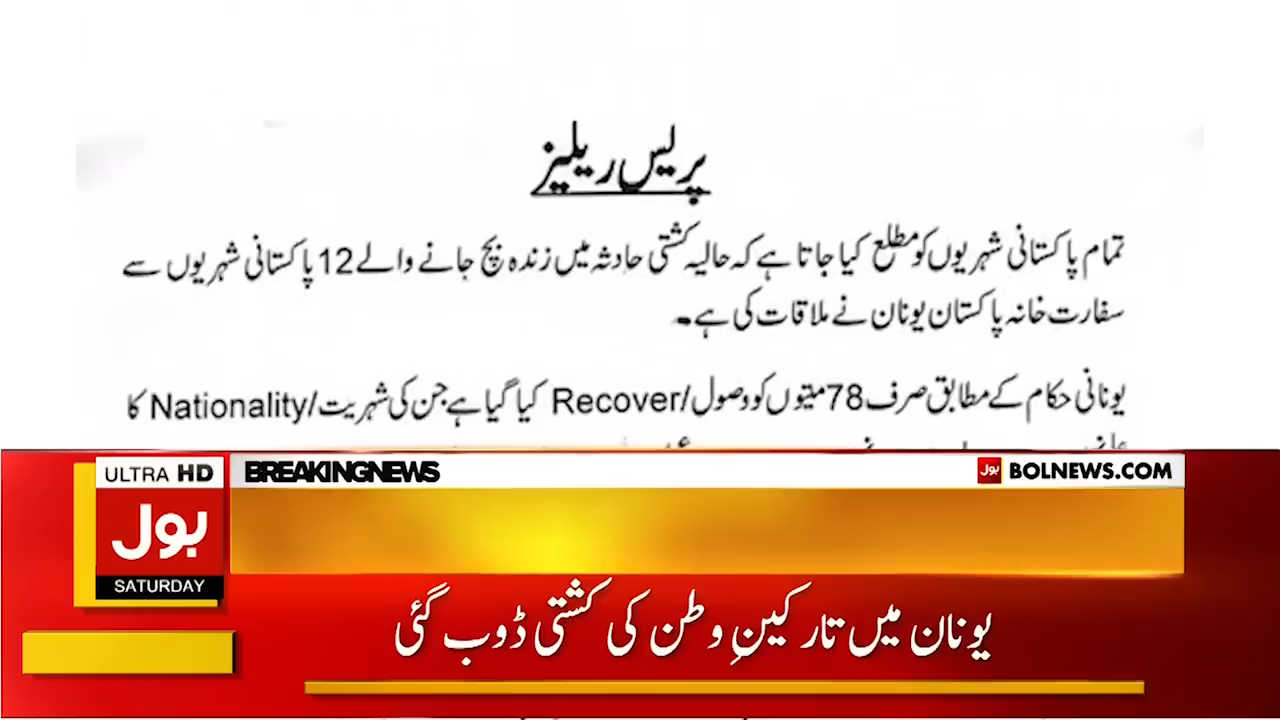 پریس ریلیز
تمام پاکستانی شہریوں کو مطلع کیا جاتا ہے کہ حالیہ کشتی حادثہ میں زندہ بچ جانے والے 12 پاکستانی شہریوں سے
سفارت خانہ پاکستان یونان نے ملاقات کی ہے۔
یونانی حکام کے مطابق صرف 78 میتوں کو وصول/Recover کیا گیا ہے جن کی شہریت/Nationality کا
ULTRA HD
BREAKINGNEWS
بول BOLNEWS.COM
بول
SATURDAY
یونان میں تارکینِ وطن کی کشتی ڈوب گئی